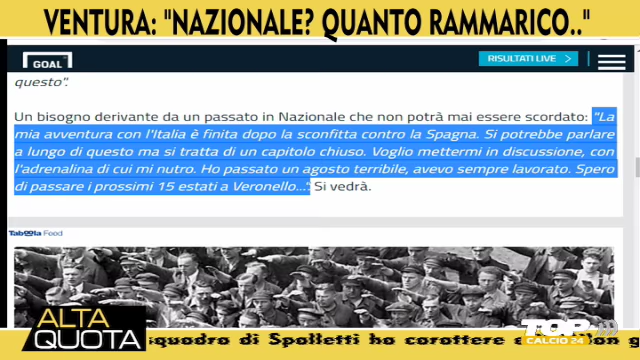 VENTURA: "NAZIONALE? QUANTO RAMMARICO.."
GOAL
RISULTATI LIVE
questo".
Un bisogno derivante da un passato in Nazionale che non potrà mai essere scordato: "La
mia avventura con l'Italia è finita dopo la sconfitta contro la Spagna. Si potrebbe parlare
a lungo di questo ma si tratta di un capitolo chiuso. Voglio mettermi in discussione, con
l'adrenalina di cui mi nutro. Ho passato un agosto terribile, avevo sempre lavorato. Spero
di passare i prossimi 15 estati a Veronello...". Si vedrà.
Taboola Feed
ALTA
QUOTA
squadra di Spalletti ha carattere
TOP
CALCIO 24